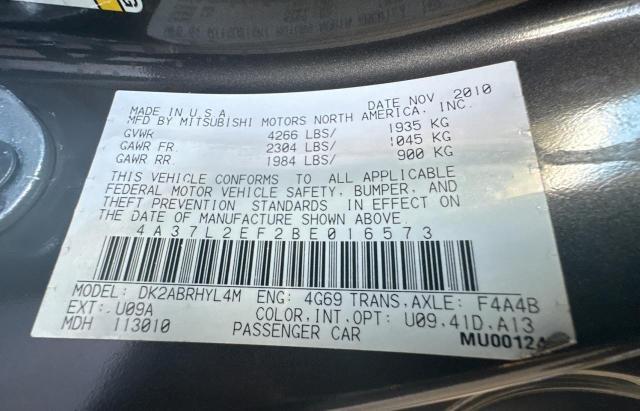 MADE IN U.S.A DATE NOV 2010
MFD BY MITSUBISHI MOTORS NORTH AMERICA, INC.
GVWR 4266 LBS/ 1935 KG
GAWR FR. 2304 LBS/ 1045 KG
GAWR RR. 1984 LBS/ 900 KG
THIS VEHICLE CONFORMS TO ALL APPLICABLE
FEDERAL MOTOR VEHICLE SAFETY, BUMPER, AND
THEFT PREVENTION STANDARDS IN EFFECT ON
THE DATE OF MANUFACTURE SHOWN ABOVE.
4A37L2EF2BE016573
MODEL: DK2ABRHYL4M ENG: 4G69 TRANS.AXLE: F4A4B
EXT: U09A COLOR.INT.OPT: U09.41D.A13
MDH 113010 PASSENGER CAR
MU0012A